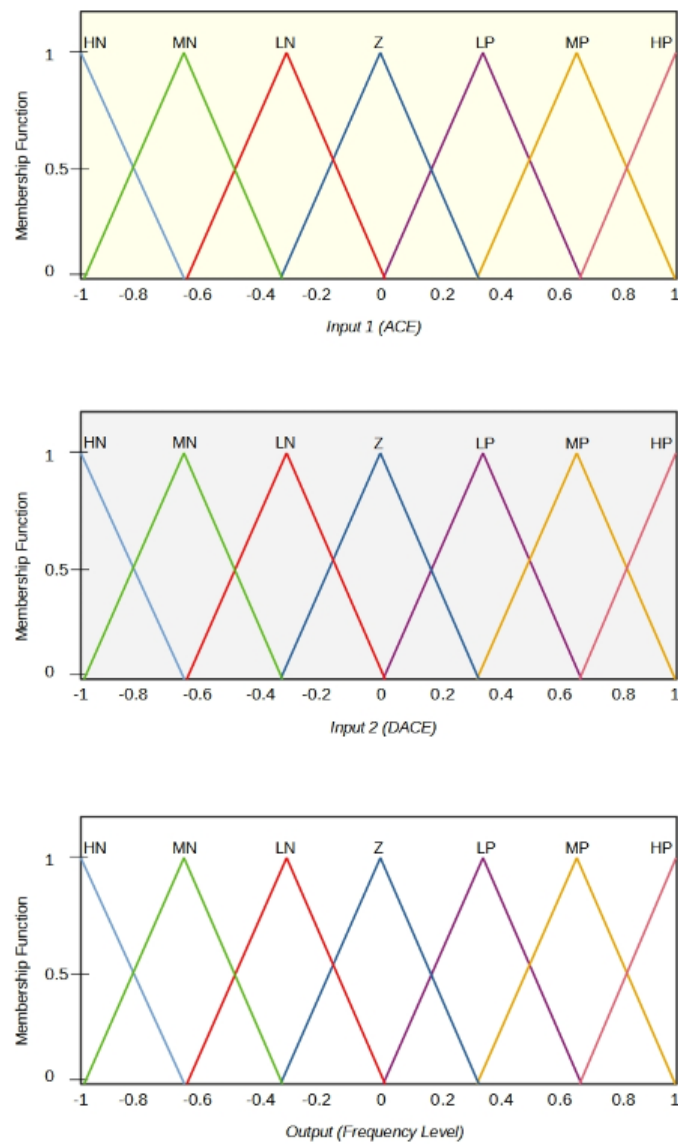 HN MN LN Z LP MP HP
1
Membership Function
0.5
0
-1 -0.8 -0.6 -0.4 -0.2 0 0.2 0.4 0.6 0.8 1
Input 1 (ACE)
HN MN LN Z LP MP HP
1
Membership Function
0.5
0
-1 -0.8 -0.6 -0.4 -0.2 0 0.2 0.4 0.6 0.8 1
Input 2 (DACE)
HN MN LN Z LP MP HP
1
Membership Function
0.5
0
-1 -0.8 -0.6 -0.4 -0.2 0 0.2 0.4 0.6 0.8 1
Output (Frequency Level)